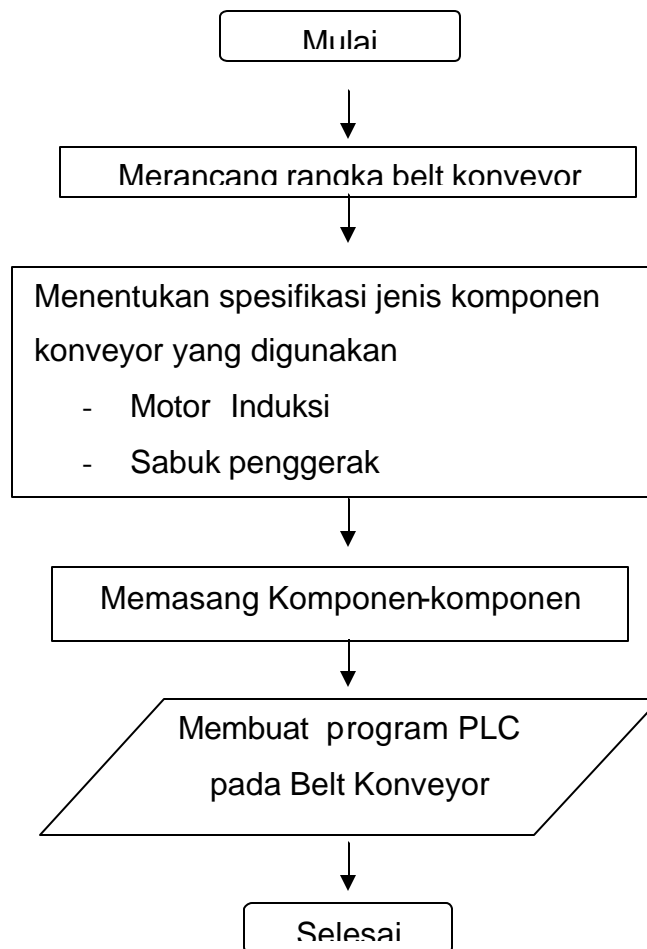 Mulai
Merancang rangka belt konveyor
Menentukan spesifikasi jenis komponen
konveyor yang digunakan
- Motor Induksi
- Sabuk penggerak
Memasang Komponen-komponen
Membuat program PLC
pada Belt Konveyor
Selesai